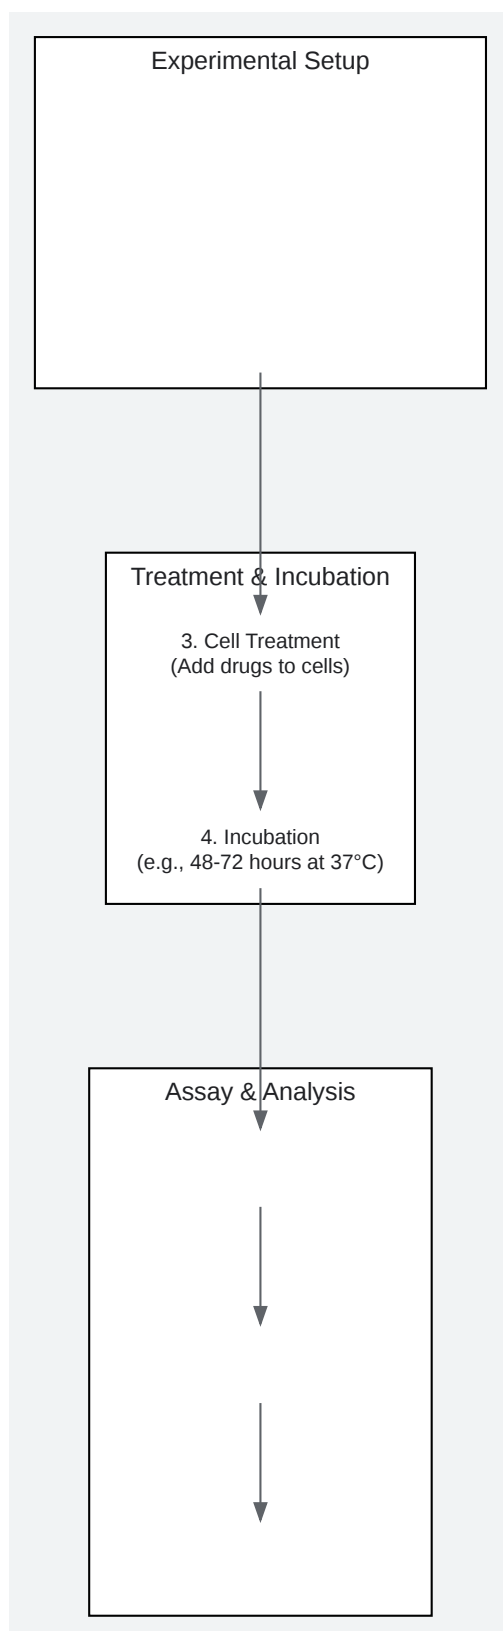 Experimental Setup
Treatment & Incubation
3. Cell Treatment
(Add drugs to cells)
4. Incubation
(e.g., 48-72 hours at 37°C)
Assay & Analysis